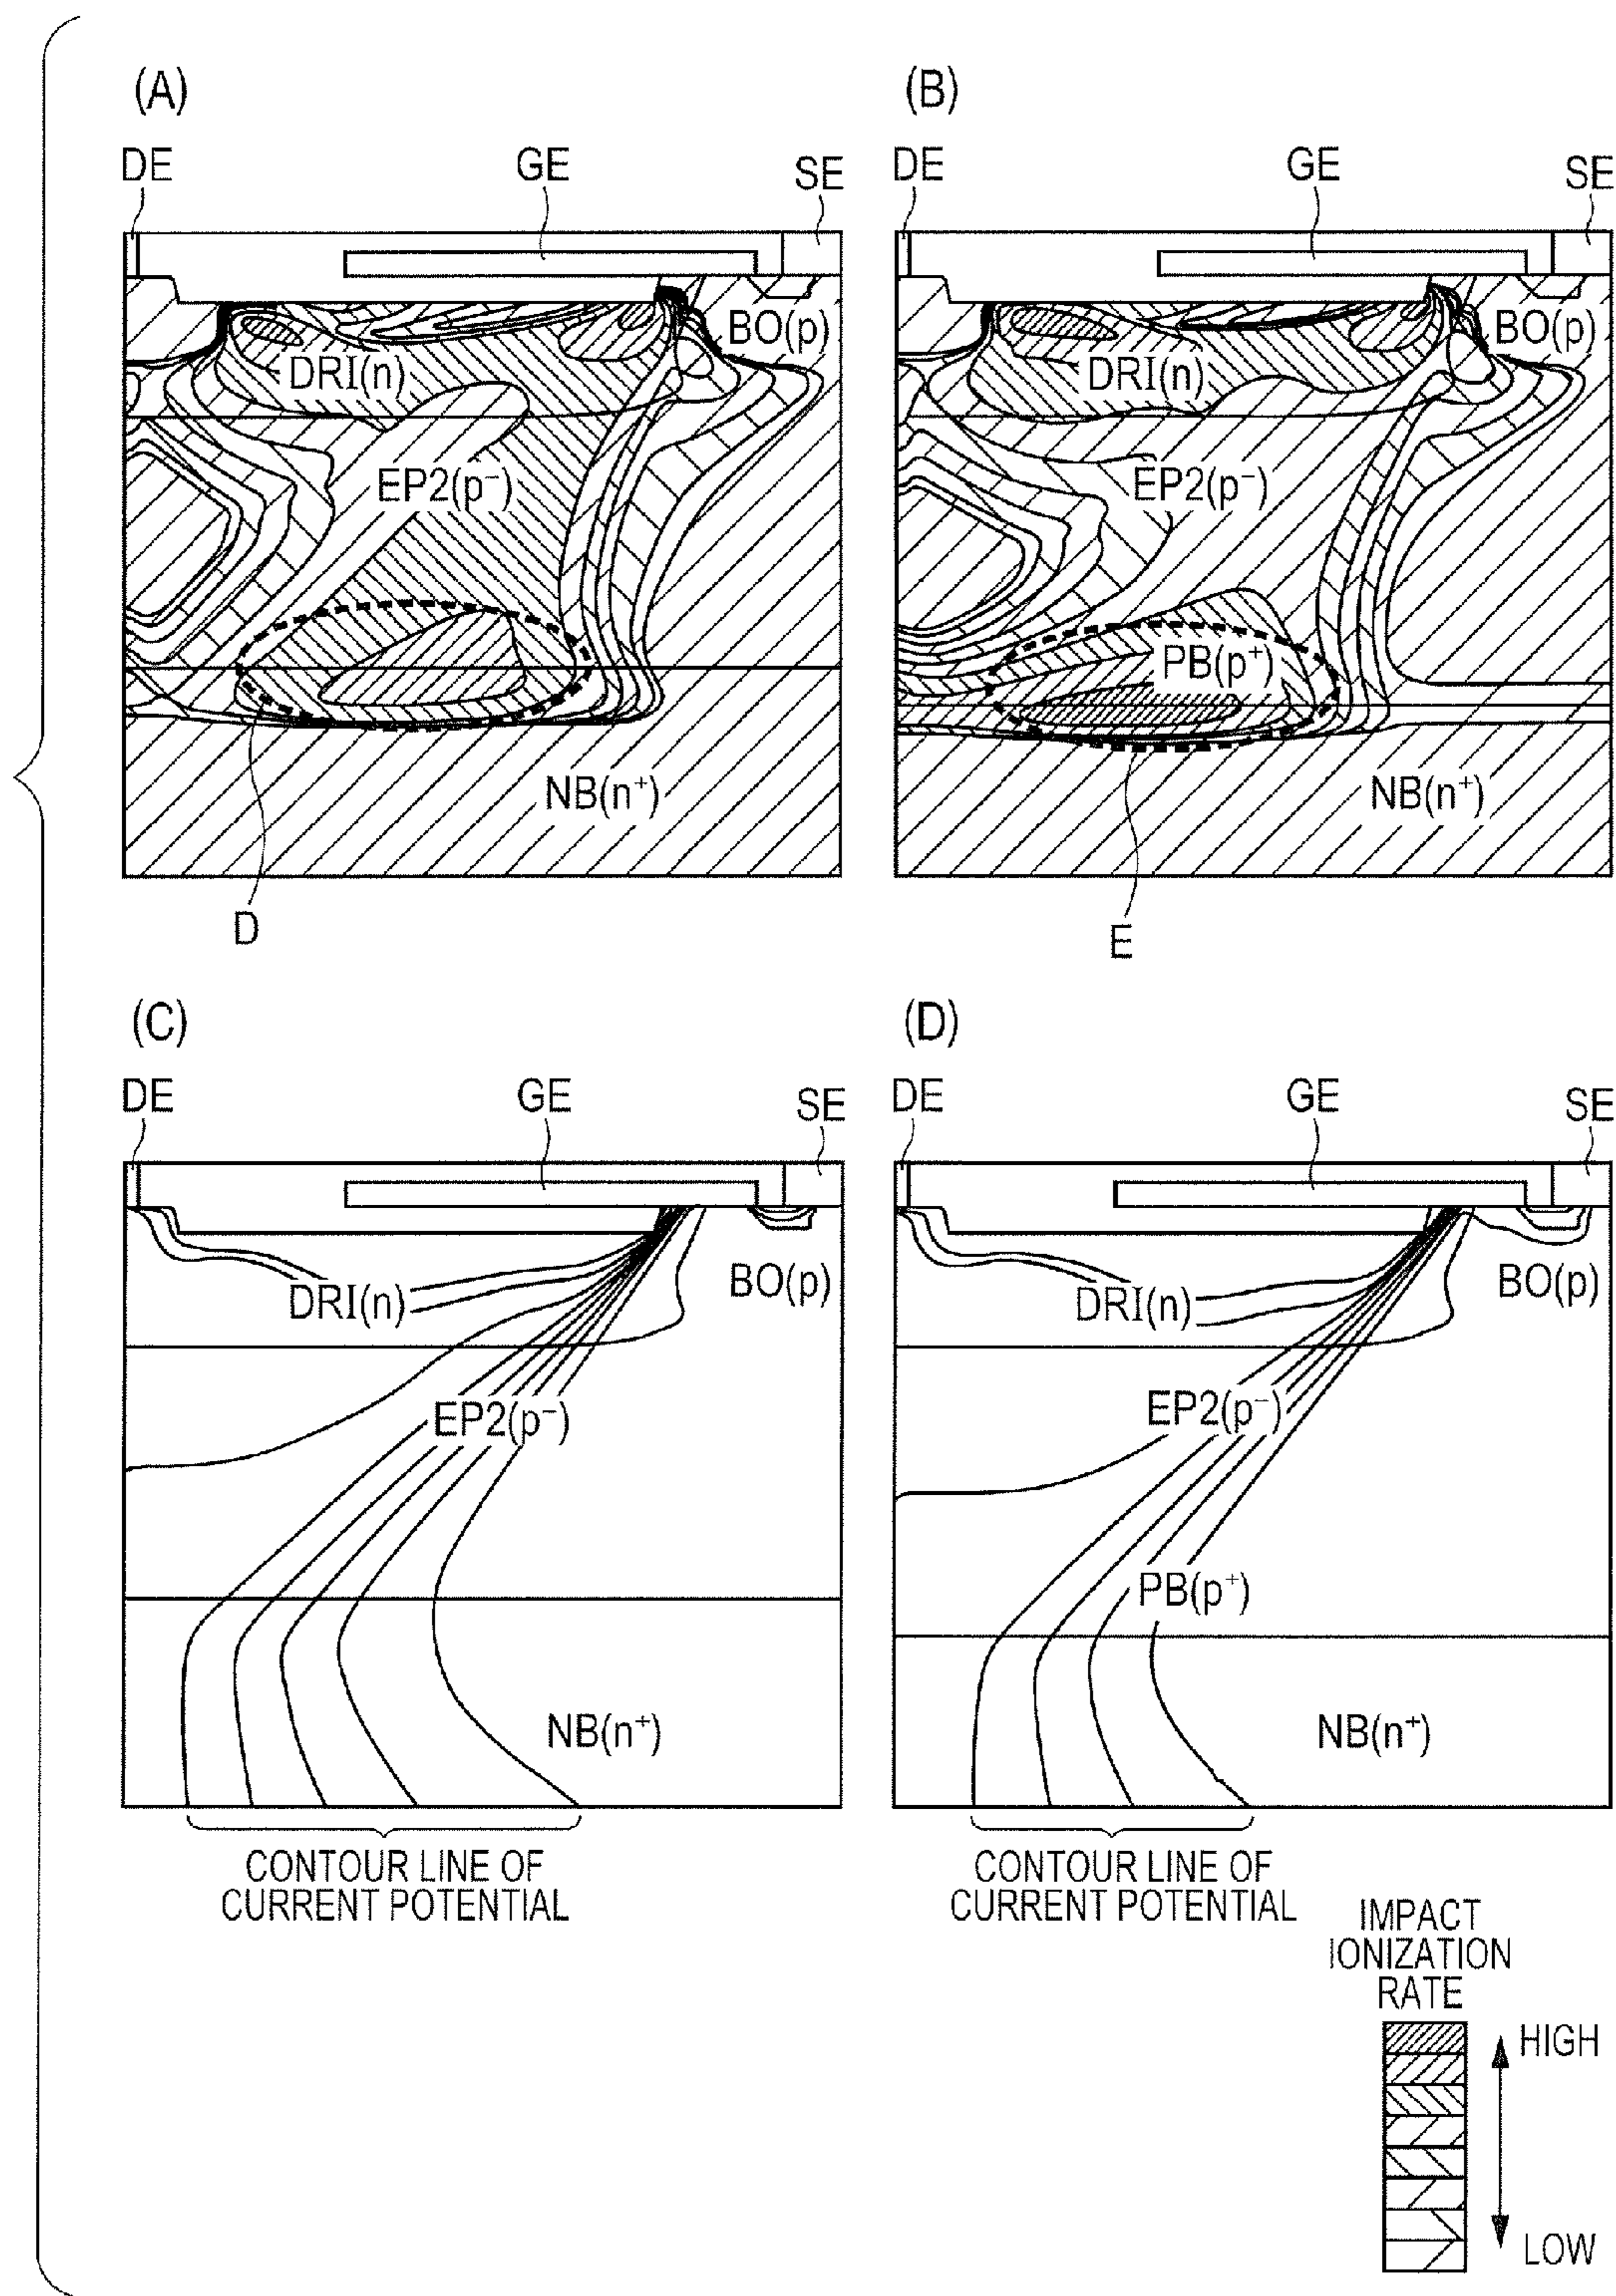 (A)
DE
GE
SE
DRI(n)
BO(p)
EP2(p⁻)
NB(n⁺)
D
(B)
DE
GE
SE
DRI(n)
BO(p)
EP2(p⁻)
PB(p⁺)
NB(n⁺)
E
(C)
DE
GE
SE
DRI(n)
BO(p)
EP2(p⁻)
NB(n⁺)
CONTOUR LINE OF
CURRENT POTENTIAL
(D)
DE
GE
SE
DRI(n)
BO(p)
EP2(p⁻)
PB(p⁺)
NB(n⁺)
CONTOUR LINE OF
CURRENT POTENTIAL
IMPACT
IONIZATION
RATE
HIGH
LOW